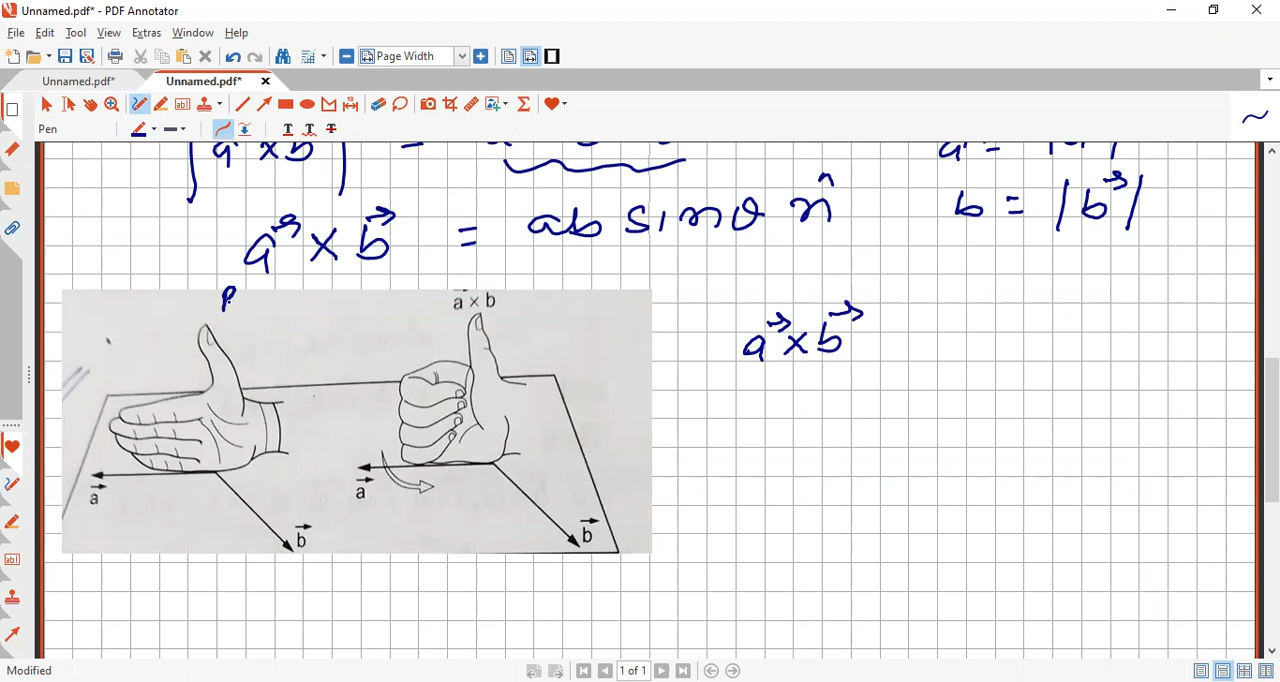 Unnamed.pdf* - PDF Annotator
File Edit Tool View Extras Window Help
Page Width
Unnamed.pdf* Unnamed.pdf*
Pen
|a × b| =
b = |b⃗|
a⃗ × b⃗ = ab sinθ n̂
a⃗ × b
a⃗ × b⃗
a⃗ a⃗
b⃗ b⃗
Modified
1 of 1